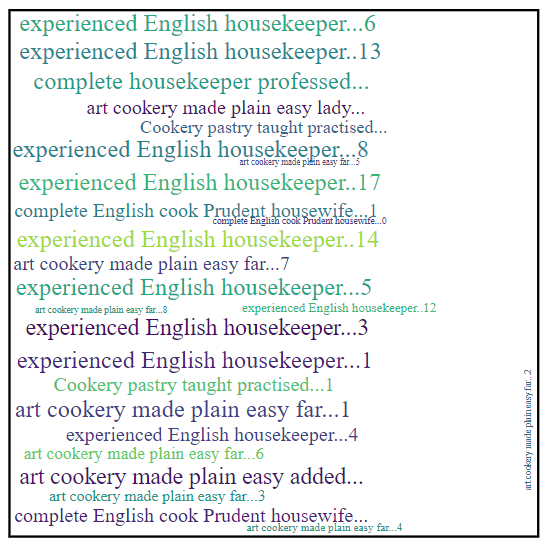 experienced English housekeeper...6
experienced English housekeeper..13
complete housekeeper professed...
art cookery made plain easy lady...
Cookery pastry taught practised...
experienced English housekeeper...8
art cookery made plain easy far...5
experienced English housekeeper..17
complete English cook Prudent housewife...1
complete English cook Prudent housewife...0
experienced English housekeeper..14
art cookery made plain easy far...7
experienced English housekeeper...5
art cookery made plain easy far...8
experienced English housekeeper..12
experienced English housekeeper...3
experienced English housekeeper...1
Cookery pastry taught practised...1
art cookery made plain easy far...2
art cookery made plain easy far...1
experienced English housekeeper...4
art cookery made plain easy far...6
art cookery made plain easy added...
art cookery made plain easy far...3
complete English cook Prudent housewife...
art cookery made plain easy far...4